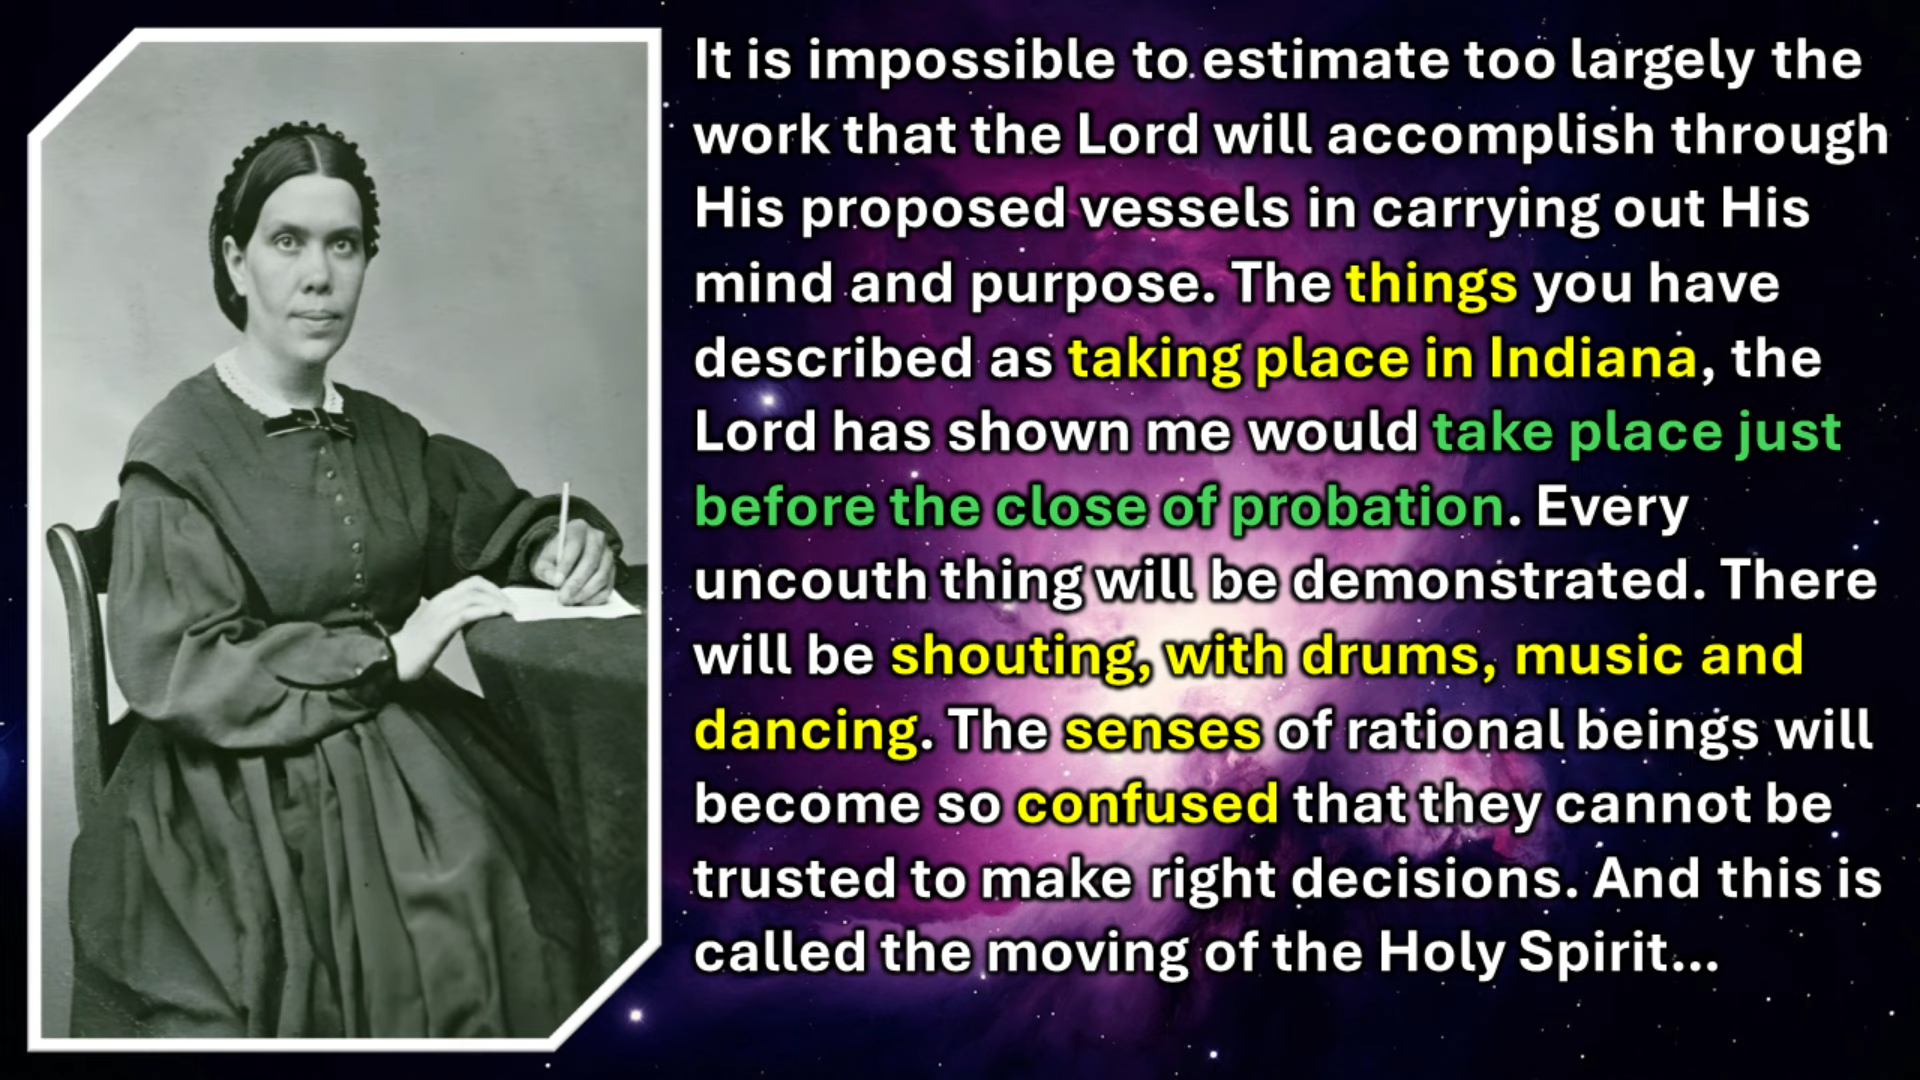 It is impossible to estimate too largely the
work that the Lord will accomplish through
His proposed vessels in carrying out His
mind and purpose. The things you have
described as taking place in Indiana, the
Lord has shown me would take place just
before the close of probation. Every
uncouth thing will be demonstrated. There
will be shouting, with drums, music and
dancing. The senses of rational beings will
become so confused that they cannot be
trusted to make right decisions. And this is
called the moving of the Holy Spirit...